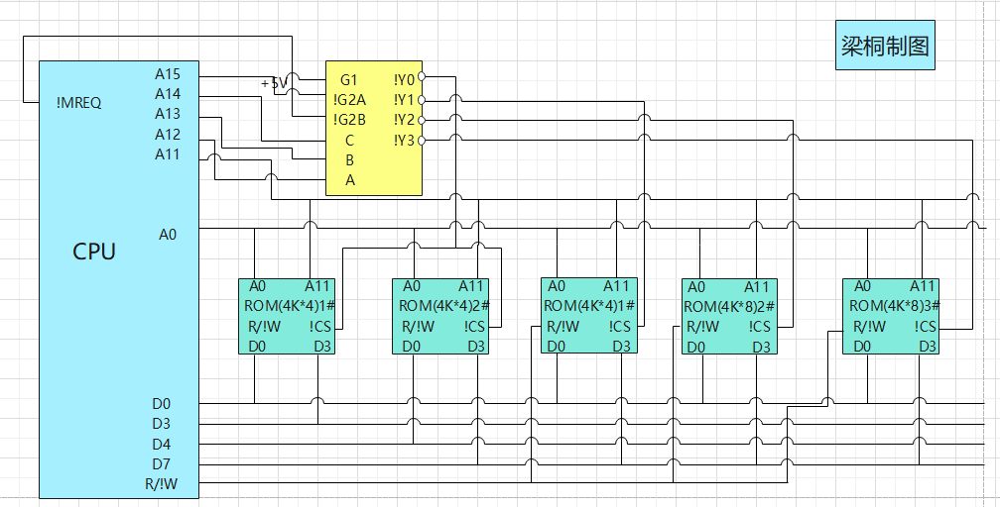 梁桐制图
+5V
!MREQ
A15
A14
A13
A12
A11
A0
CPU
D0
D3
D4
D7
R/!W
G1
!G2A
!G2B
C
B
A
!Y0
!Y1
!Y2
!Y3
A0 A11
ROM(4K*4)1#
R/!W !CS
D0 D3
A0 A11
ROM(4K*4)2#
R/!W !CS
D0 D3
A0 A11
ROM(4K*4)1#
R/!W !CS
D0 D3
A0 A11
ROM(4K*8)2#
R/!W !CS
D0 D3
A0 A11
ROM(4K*8)3#
R/!W !CS
D0 D3